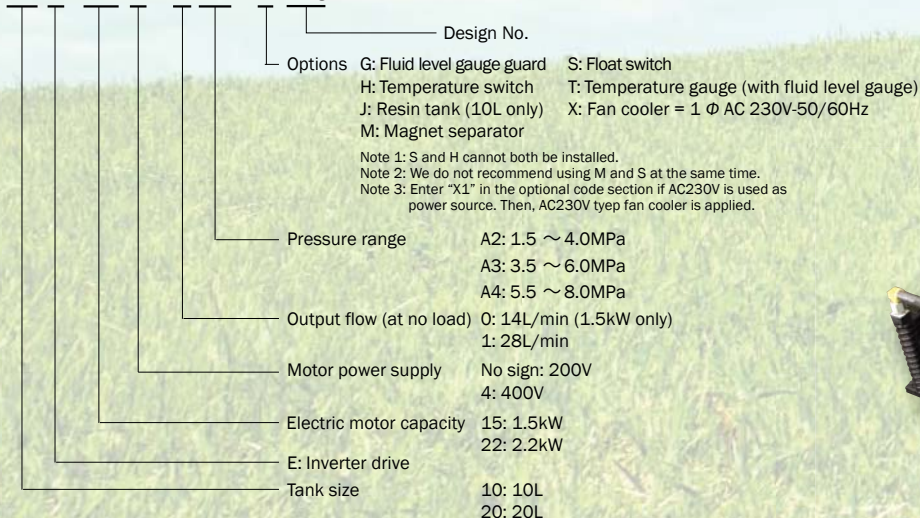 Design No.
Options G: Fluid level gauge guard S: Float switch
H: Temperature switch T: Temperature gauge (with fluid level gauge)
J: Resin tank (10L only) X: Fan cooler = 1 Φ AC 230V-50/60Hz
M: Magnet separator
Note 1: S and H cannot both be installed.
Note 2: We do not recommend using M and S at the same time.
Note 3: Enter “X1” in the optional code section if AC230V is used as
power source. Then, AC230V tyep fan cooler is applied.
Pressure range A2: 1.5 ～ 4.0MPa
A3: 3.5 ～ 6.0MPa
A4: 5.5 ～ 8.0MPa
Output flow (at no load) 0: 14L/min (1.5kW only)
1: 28L/min
Motor power supply No sign: 200V
4: 400V
Electric motor capacity 15: 1.5kW
22: 2.2kW
E: Inverter drive
Tank size 10: 10L
20: 20L